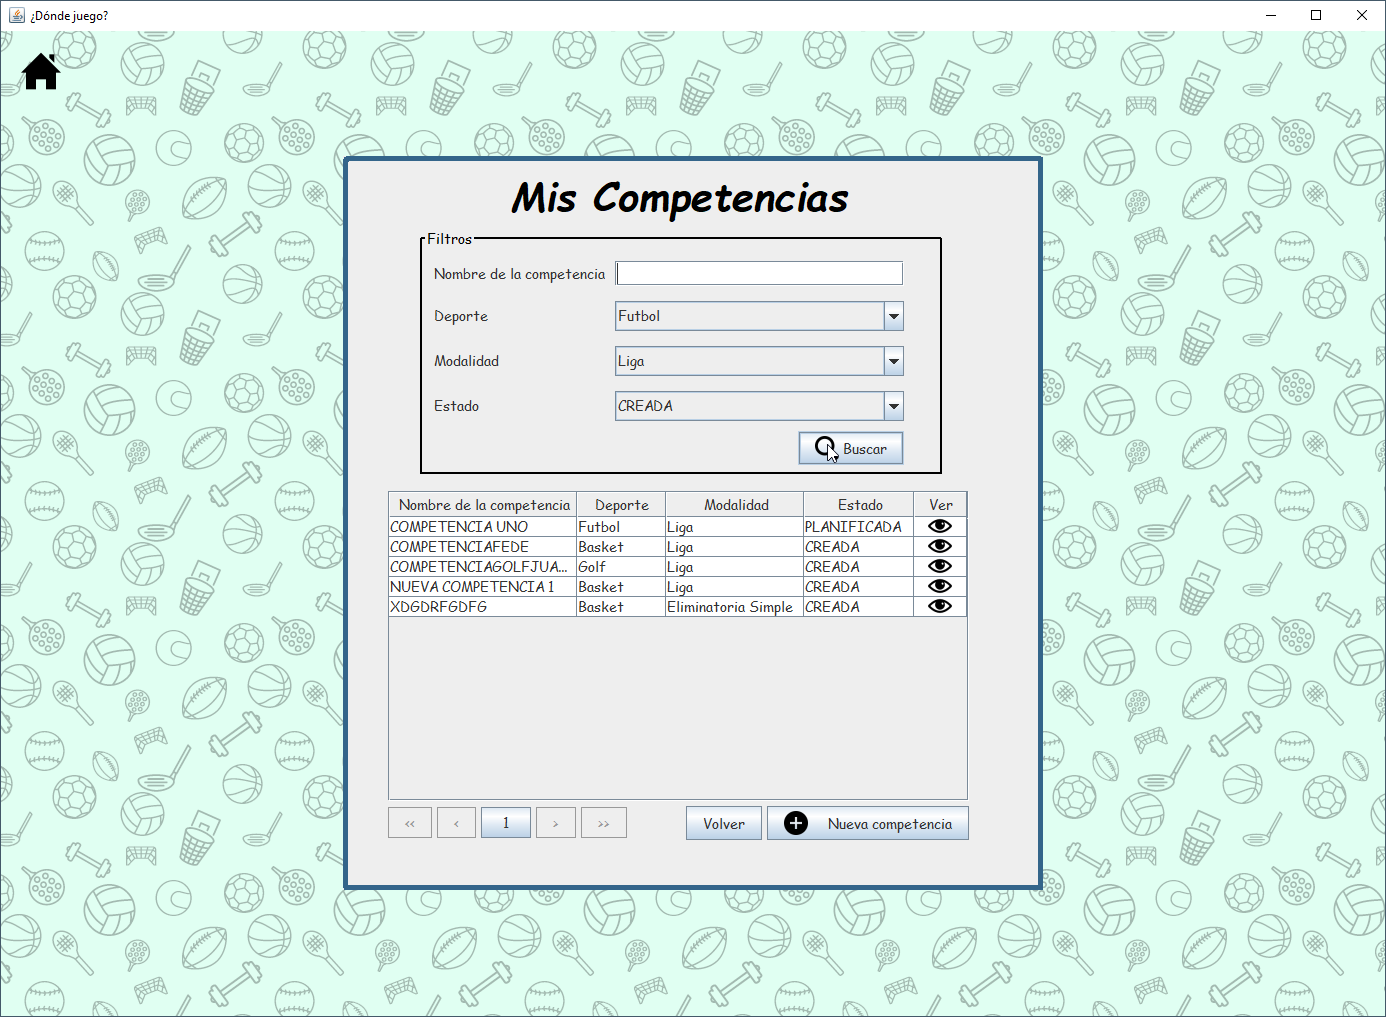 ¿Dónde juego?
Mis Competencias
Filtros
Nombre de la competencia
Deporte Futbol
Modalidad Liga
Estado CREADA
Buscar
Nombre de la competencia Deporte Modalidad Estado Ver
COMPETENCIA UNO Futbol Liga PLANIFICADA
COMPETENCIAFEDE Basket Liga CREADA
COMPETENCIAGOLFJUA... Golf Liga CREADA
NUEVA COMPETENCIA 1 Basket Liga CREADA
XDGDRFGDFG Basket Eliminatoria Simple CREADA
<< < 1 > >> Volver Nueva competencia